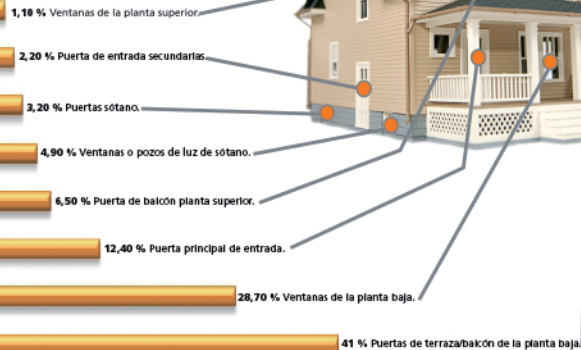 1,10 % Ventanas de la planta superior.
2,20 % Puerta de entrada secundarias.
3,20 % Puertas sótano.
4,90 % Ventanas o pozos de luz de sótano.
6,50 % Puerta de balcón planta superior.
12,40 % Puerta principal de entrada.
28,70 % Ventanas de la planta baja.
41 % Puertas de terraza/balcón de la planta baja.